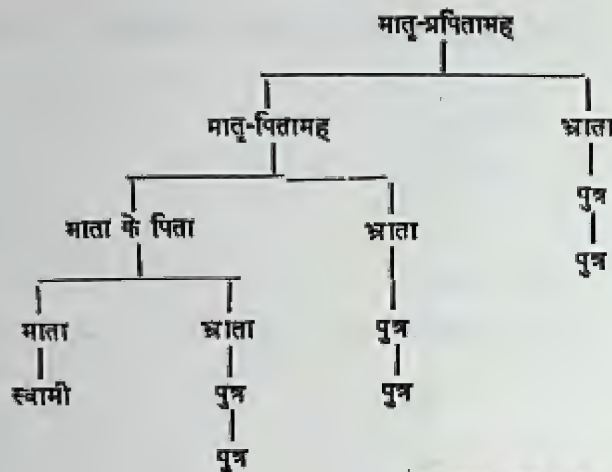 मातृ-प्रपितामह
मातृ-पितामह भ्राता
पुत्र
माता के पिता भ्राता
पुत्र
माता भ्राता पुत्र
स्वामी पुत्र पुत्र
पुत्र